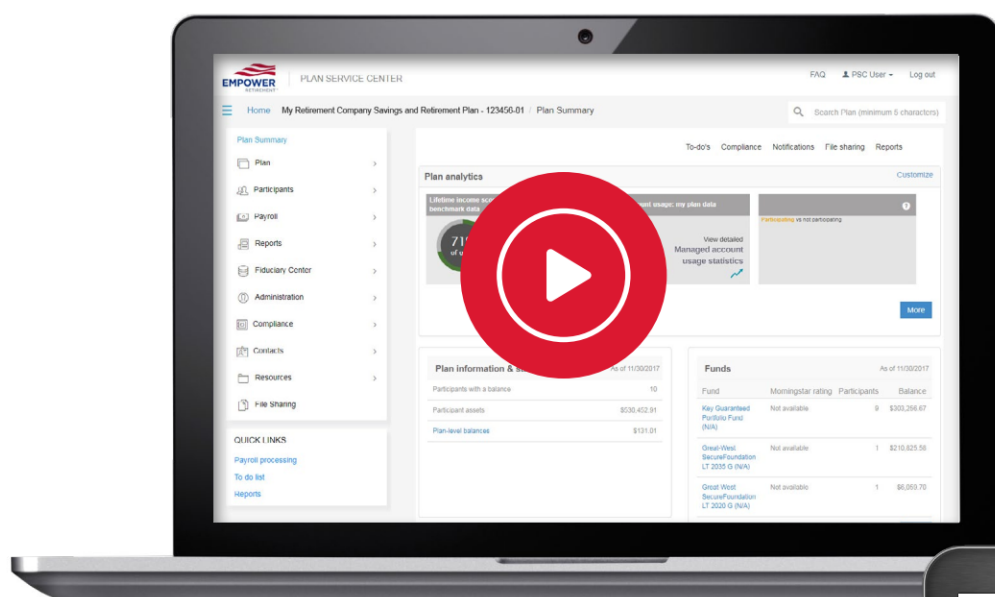 EMPOWER
RETIREMENT
PLAN SERVICE CENTER
FAQ
PSC User
Log out
Home My Retirement Company Savings and Retirement Plan - 123456-01 / Plan Summary
Search Plan (minimum 5 characters)
Plan Summary
Plan
Participants
Payroll
Reports
Fiduciary Center
Administration
Compliance
Contacts
Resources
File Sharing
QUICK LINKS
Payroll processing
To do list
Reports
To-do's Compliance Notifications File sharing Reports
Plan analytics
Customize
Lifetime income
benchmark data
71
of
usage: my plan data
View detailed
Managed account
usage statistics
Participating vs not participating
?
More
Plan information &
As of 11/30/2017
Participants with a balance 10
Participant assets $530,452.91
Plan-level balances $131.01
Funds As of 11/30/2017
Fund Morningstar rating Participants Balance
Key Guaranteed Not available 9 $303,256.67
Portfolio Fund
(N/A)
Great-West Not available 1 $210,825.56
SecureFoundation
LT 2035 G (N/A)
Great West Not available 1 $6,059.70
SecureFoundation
LT 2020 G (N/A)